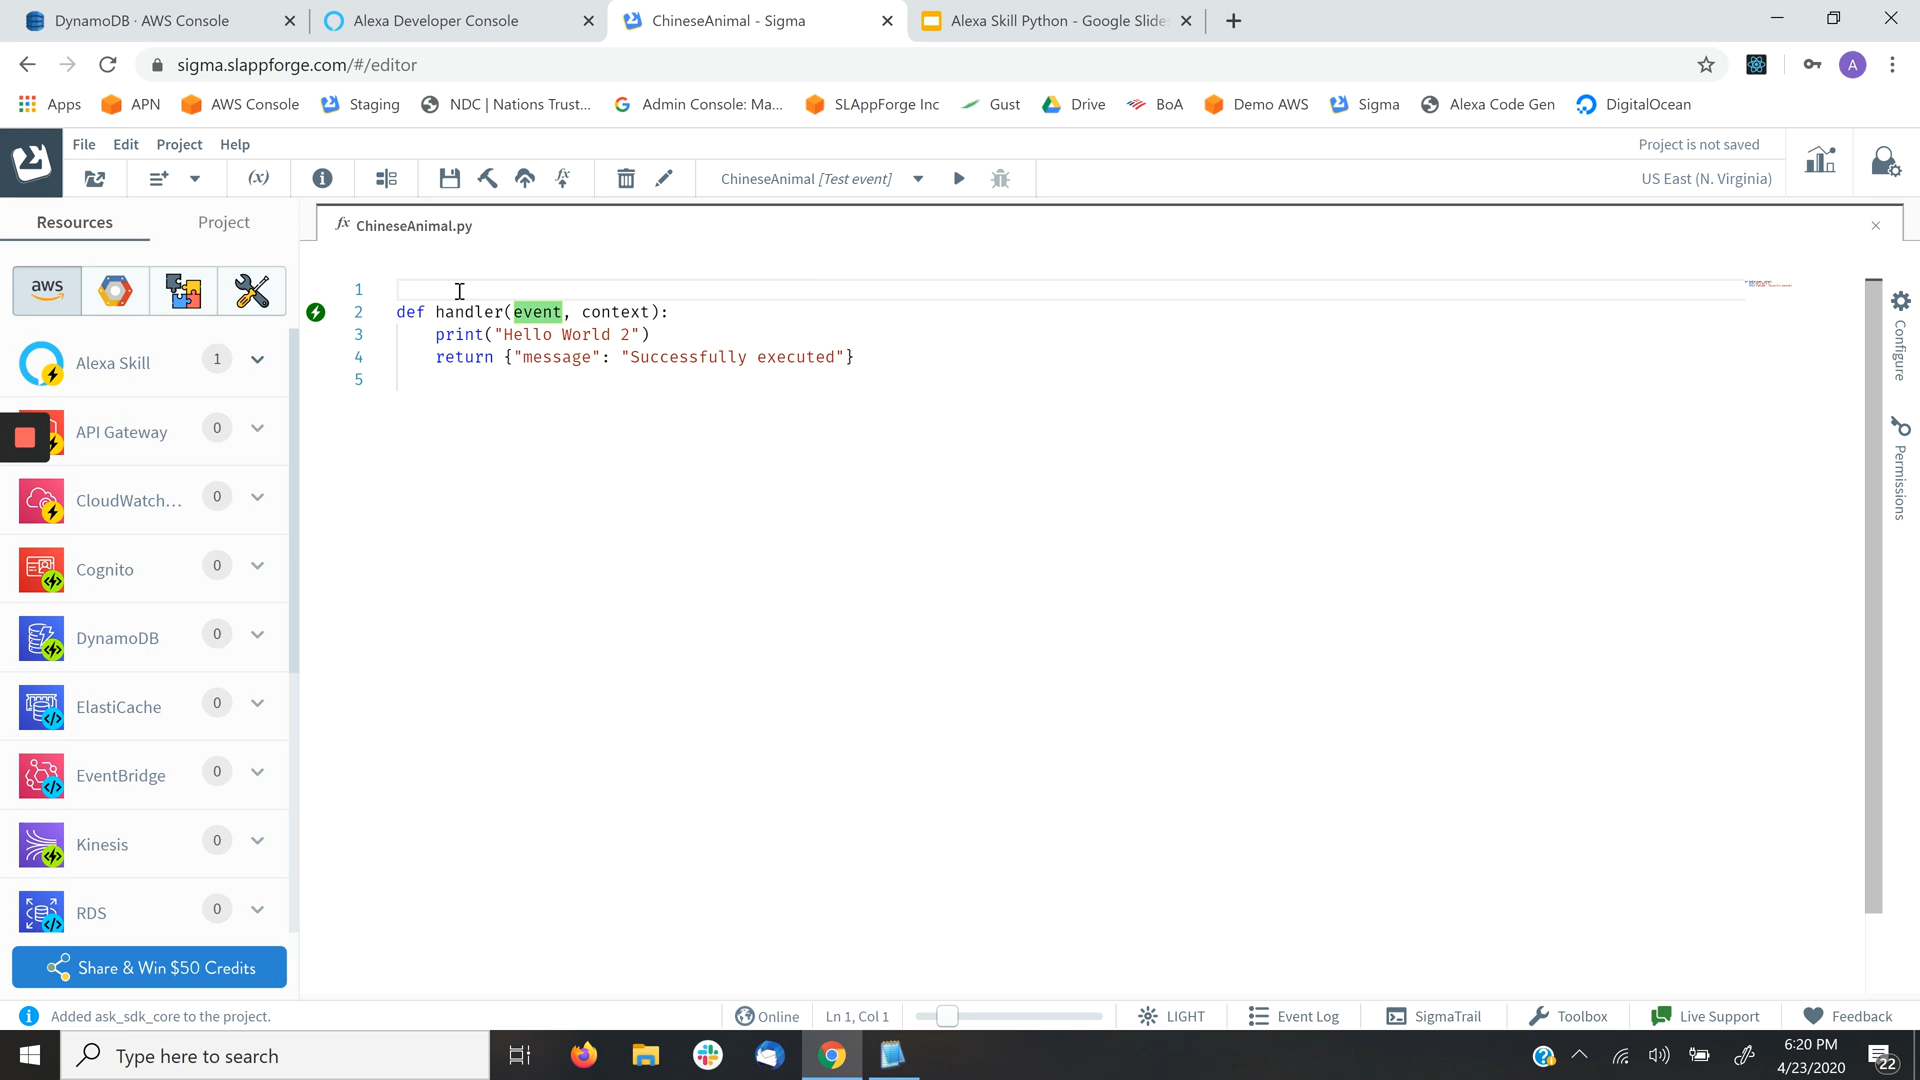 DynamoDB · AWS Console
Alexa Developer Console
ChineseAnimal - Sigma
Alexa Skill Python - Google Slides
sigma.slappforge.com/#/editor
A
Apps
APN
AWS Console
Staging
NDC | Nations Trust...
Admin Console: Ma...
SLAppForge Inc
Gust
Drive
BoA
Demo AWS
Sigma
Alexa Code Gen
DigitalOcean
File Edit Project Help
Project is not saved
(x)
fx
ChineseAnimal [Test event]
US East (N. Virginia)
Resources
Project
fx ChineseAnimal.py
aws
1
2 def handler(event, context):
3 print("Hello World 2")
4 return {"message": "Successfully executed"}
5
Configure
Permissions
Alexa Skill 1
API Gateway 0
CloudWatch... 0
Cognito 0
DynamoDB 0
ElastiCache 0
EventBridge 0
Kinesis 0
RDS 0
Share & Win $50 Credits
Added ask_sdk_core to the project.
Online
Ln 1, Col 1
LIGHT
Event Log
SigmaTrail
Toolbox
Live Support
Feedback
Type here to search
6:20 PM
4/23/2020
22